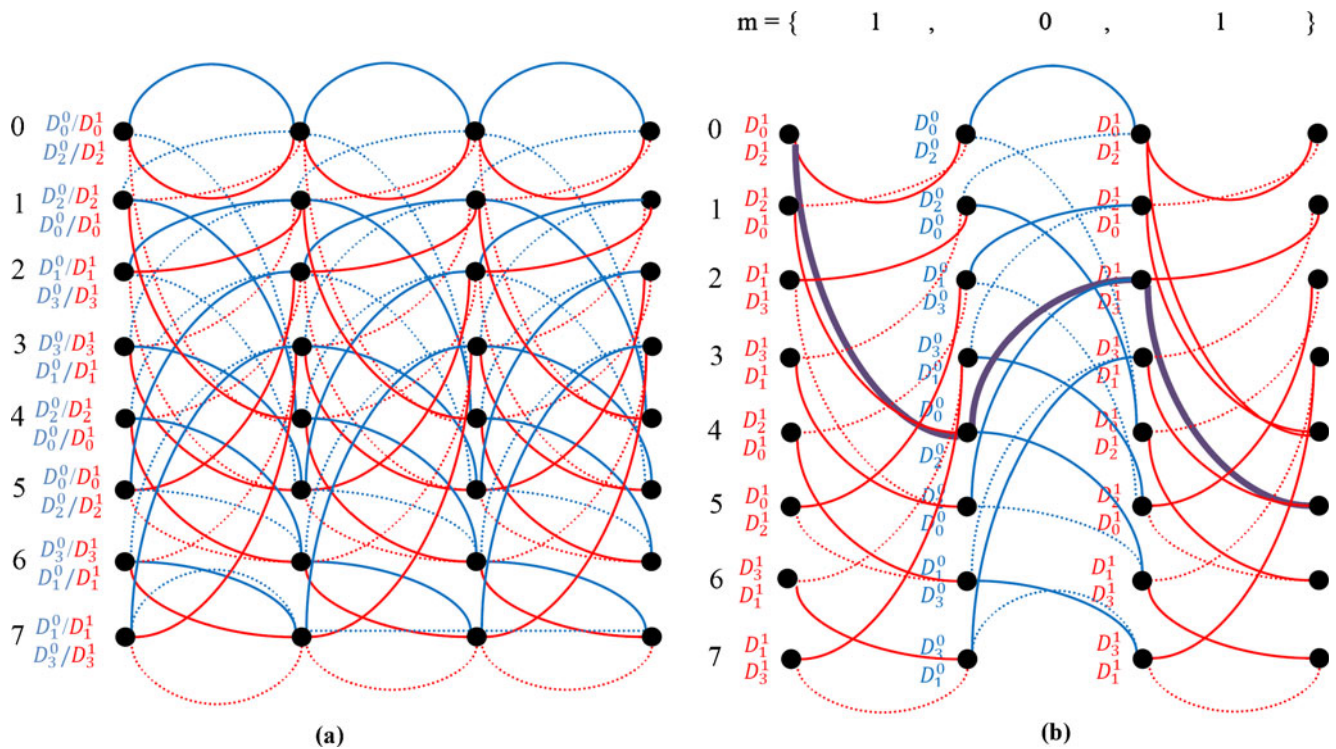 m = { 1 , 0 , 1 }
0 D₀⁰/D₀¹
D₂⁰/D₂¹
1 D₂⁰/D₂¹
D₀⁰/D₀¹
2 D₁⁰/D₁¹
D₃⁰/D₃¹
3 D₃⁰/D₃¹
D₁⁰/D₁¹
4 D₂⁰/D₂¹
D₀⁰/D₀¹
5 D₀⁰/D₀¹
D₂⁰/D₂¹
6 D₃⁰/D₃¹
D₁⁰/D₁¹
7 D₁⁰/D₁¹
D₃⁰/D₃¹
(a)
0 D₀¹ D₀⁰ D₀¹
D₂¹ D₂⁰ D₂¹
1 D₂¹ D₂⁰ D₂¹
D₀¹ D₀⁰ D₀¹
2 D₁¹ D₁⁰ D₁¹
D₃¹ D₃⁰ D₃¹
3 D₃¹ D₃⁰ D₃¹
D₁¹ D₁⁰ D₁¹
4 D₂¹ D₀⁰ D₀¹
D₀¹ D₂⁰ D₂¹
5 D₀¹ D₂⁰ D₂¹
D₂¹ D₀⁰ D₀¹
6 D₃¹ D₁⁰ D₁¹
D₁¹ D₃⁰ D₃¹
7 D₁¹ D₃⁰ D₃¹
D₃¹ D₁⁰ D₁¹
(b)